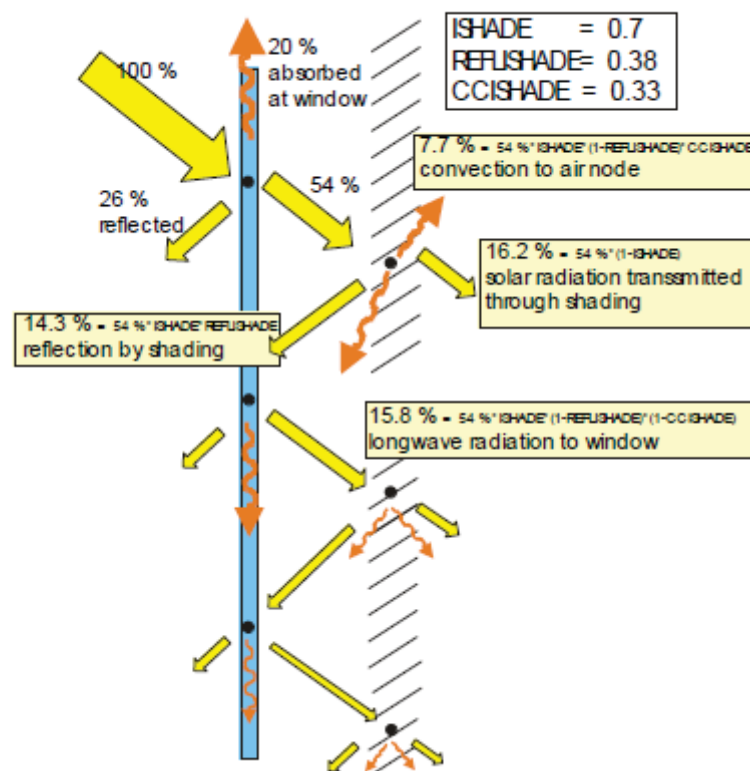 100 %
20 %
absorbed
at window
ISHADE = 0.7
REFLISHADE= 0.38
CCISHADE = 0.33
7.7 % = 54 %*ISHADE*(1-REFLISHADE)*CCISHADE
convection to air node
26 %
reflected
54 %
16.2 % = 54 %*(1-ISHADE)
solar radiation transsmitted
through shading
14.3 % = 54 %*ISHADE*REFLISHADE
reflection by shading
15.8 % = 54 %*ISHADE*(1-REFLISHADE)*(1-CCISHADE)
longwave radiation to window